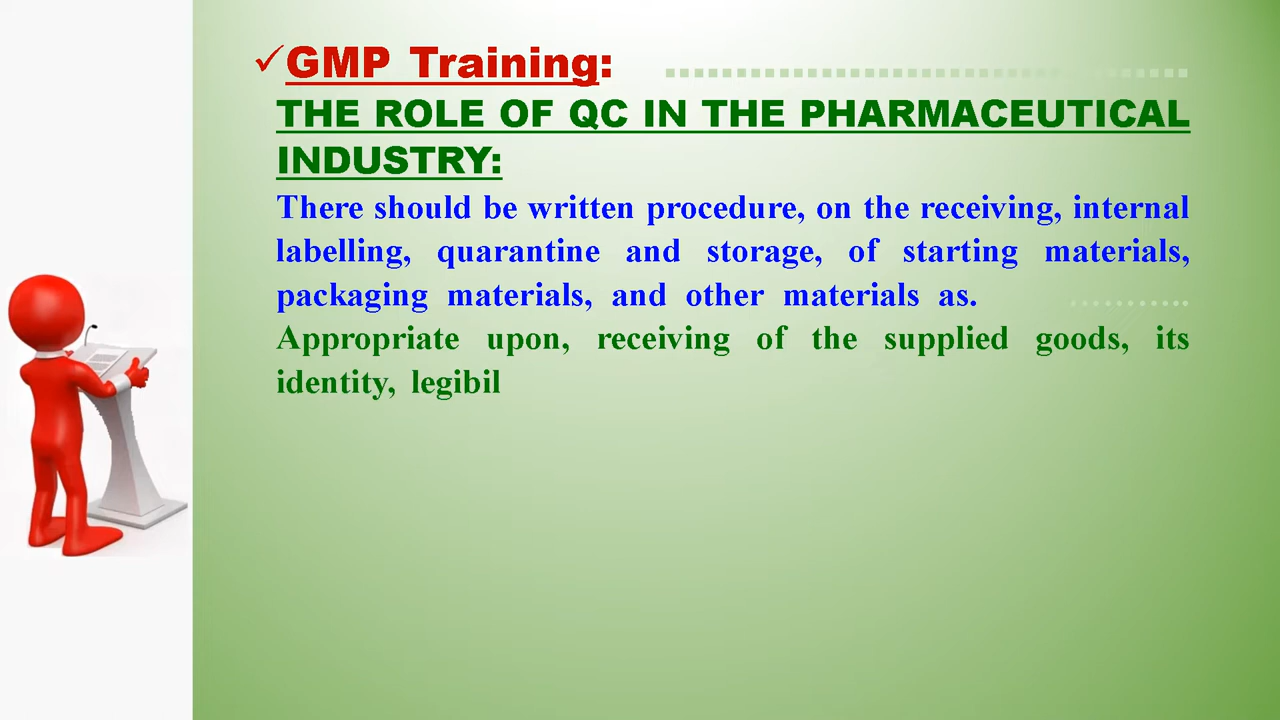 ✓GMP Training:
THE ROLE OF QC IN THE PHARMACEUTICAL
INDUSTRY:
There should be written procedure, on the receiving, internal
labelling, quarantine and storage, of starting materials,
packaging materials, and other materials as.
Appropriate upon, receiving of the supplied goods, its
identity, legibil